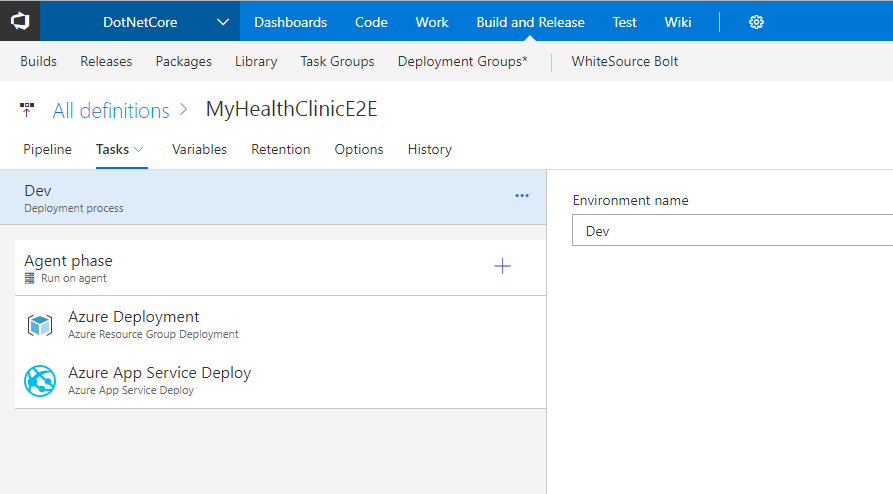 DotNetCore Dashboards Code Work Build and Release Test Wiki
Builds Releases Packages Library Task Groups Deployment Groups* WhiteSource Bolt
All definitions > MyHealthClinicE2E
Pipeline Tasks Variables Retention Options History
Dev
Deployment process
...
Environment name
Dev
Agent phase
Run on agent
Azure Deployment
Azure Resource Group Deployment
Azure App Service Deploy
Azure App Service Deploy